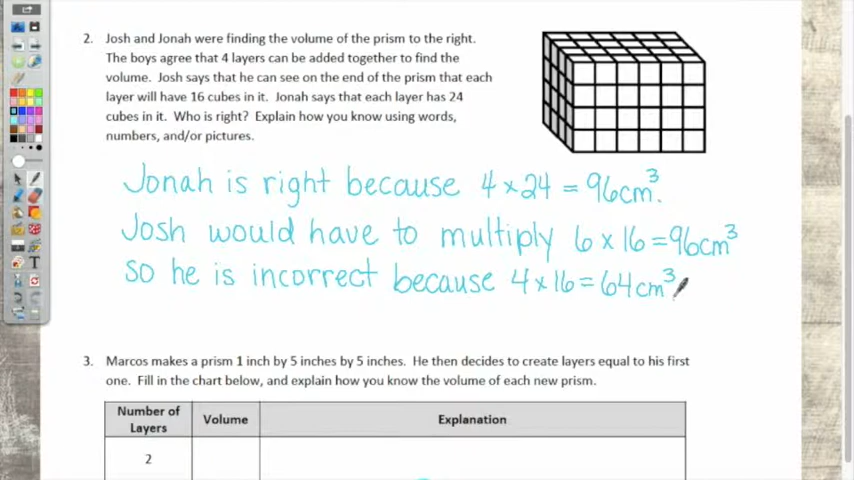 2. Josh and Jonah were finding the volume of the prism to the right.
The boys agree that 4 layers can be added together to find the
volume. Josh says that he can see on the end of the prism that each
layer will have 16 cubes in it. Jonah says that each layer has 24
cubes in it. Who is right? Explain how you know using words,
numbers, and/or pictures.
Jonah is right because 4 × 24 = 96cm³.
Josh would have to multiply 6 × 16 = 96cm³
so he is incorrect because 4 × 16 = 64cm³
3. Marcos makes a prism 1 inch by 5 inches by 5 inches. He then decides to create layers equal to his first
one. Fill in the chart below, and explain how you know the volume of each new prism.
Number of
Layers
Volume
Explanation
2